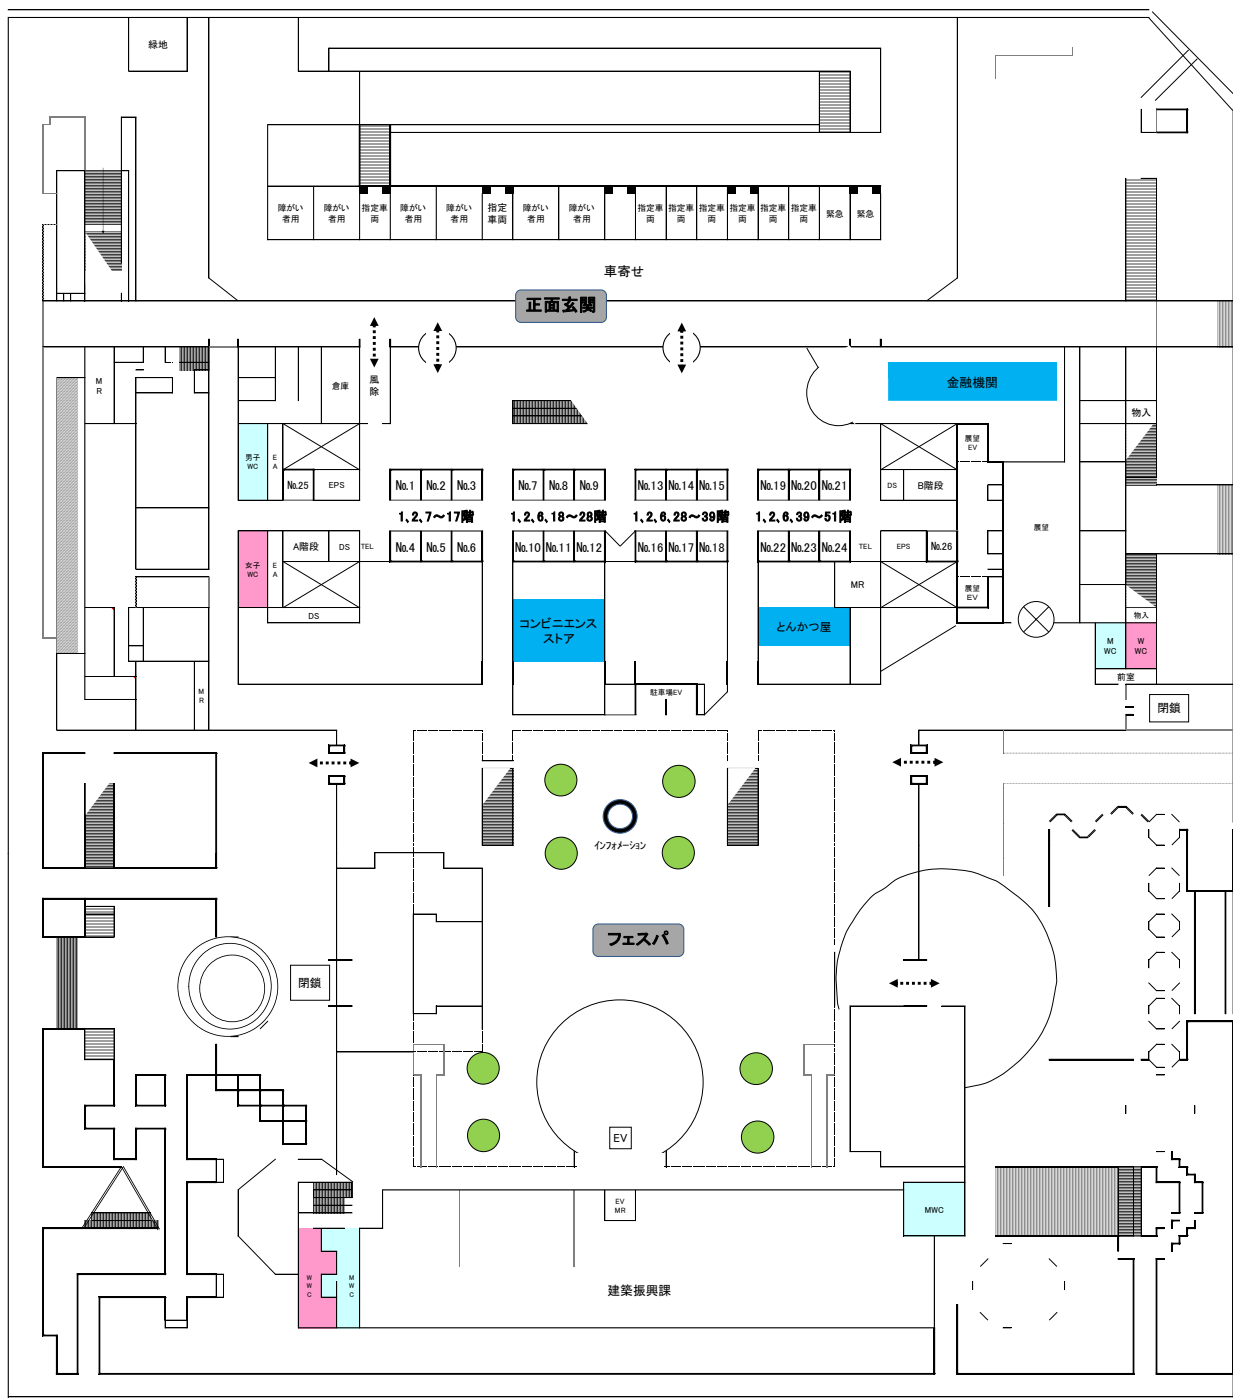 緑地
障がい
者用
障がい
者用
指定車
両
障がい
者用
障がい
者用
指定
車両
障がい
者用
障がい
者用
指定車
両
指定車
両
指定車
両
指定車
両
指定車
両
指定車
両
緊急
緊急
車寄せ
正面玄関
M
R
倉庫
風
除
金融機関
物入
男子
WC
E
A
No.25
EPS
No.1
No.2
No.3
No.7
No.8
No.9
No.13
No.14
No.15
No.19
No.20
No.21
DS
B階段
展望
EV
1、2、7～17階
1、2、6、18～28階
1、2、6、28～39階
1、2、6、39～51階
展望
女子
WC
E
A
A階段
DS
TEL
No.4
No.5
No.6
No.10
No.11
No.12
No.16
No.17
No.18
No.22
No.23
No.24
TEL
EPS
No.26
MR
展望
EV
DS
コンビニエンス
ストア
とんかつ屋
物入
M
WC
W
WC
前室
M
R
駐車場EV
閉鎖
インフォメーション
フェスパ
閉鎖
EV
EV
MR
MWC
W
W
C
M
W
C
建築振興課